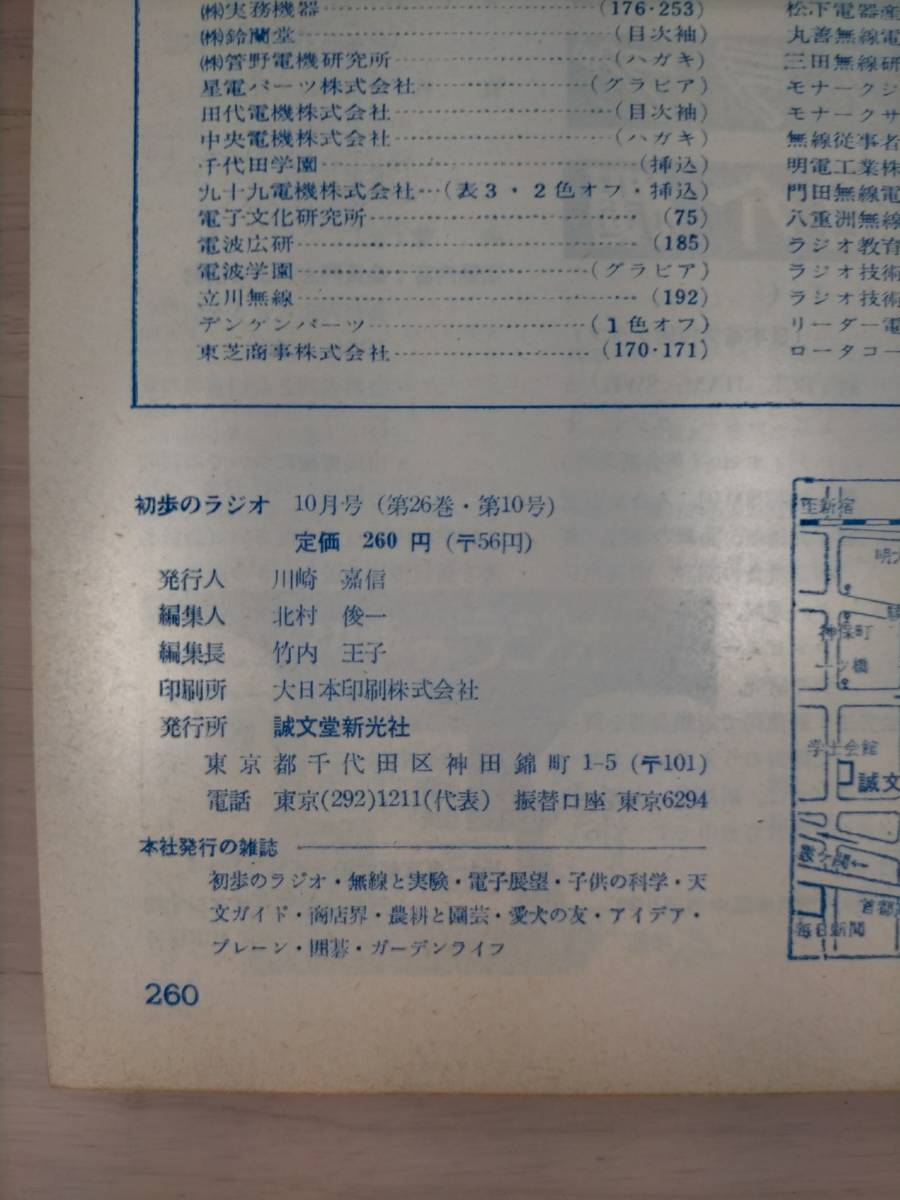 ㈱実務機器…(176・253)
㈱鈴蘭堂…(目次袖)
㈱管野電機研究所…(ハガキ)
星電パーツ株式会社…(グラビア)
田代電機株式会社…(目次袖)
中央電機株式会社…(ハガキ)
千代田学園…(挿込)
九十九電機株式会社…(表3・2色オフ・挿込)
電子文化研究所…(75)
電波広研…(185)
電波学園…(グラビア)
立川無線…(192)
デンケンパーツ…(1色オフ)
東芝商事株式会社…(170・171)
松下電器産
丸善無線電
三田無線研
モナークジ
モナークサ
無線従事者
明電工業株
門田無線電
八重洲無線
ラジオ教育
ラジオ技術
ラジオ技術
リーダー電
ロータコー
初歩のラジオ 10月号(第26巻・第10号)
定価 260円(〒56円)
発行人 川崎 嘉信
編集人 北村 俊一
編集長 竹内 王子
印刷所 大日本印刷株式会社
発行所 誠文堂新光社
東京都千代田区神田錦町1-5(〒101)
電話 東京(292)1211(代表) 振替口座 東京6294
本社発行の雑誌
初歩のラジオ・無線と実験・電子展望・子供の科学・天
文ガイド・商店界・農耕と園芸・愛犬の友・アイデア・
ブレーン・囲碁・ガーデンライフ
至新宿
明大
神保町
一ツ橋
学士会館
誠文
霞ケ関←
首都
毎日新聞
260